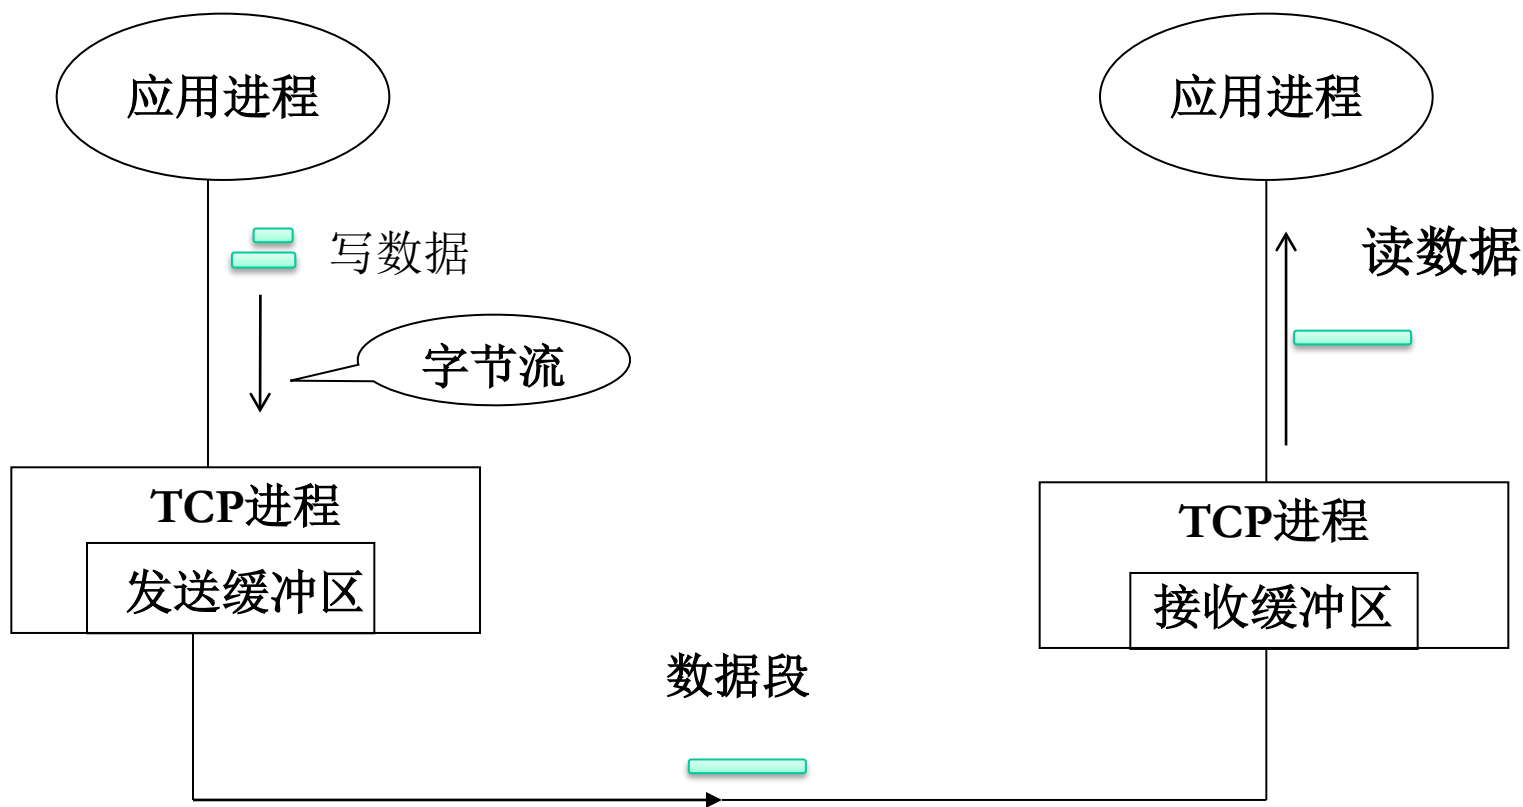 应用进程
应用进程
写数据
读数据
字节流
TCP进程
TCP进程
发送缓冲区
接收缓冲区
数据段